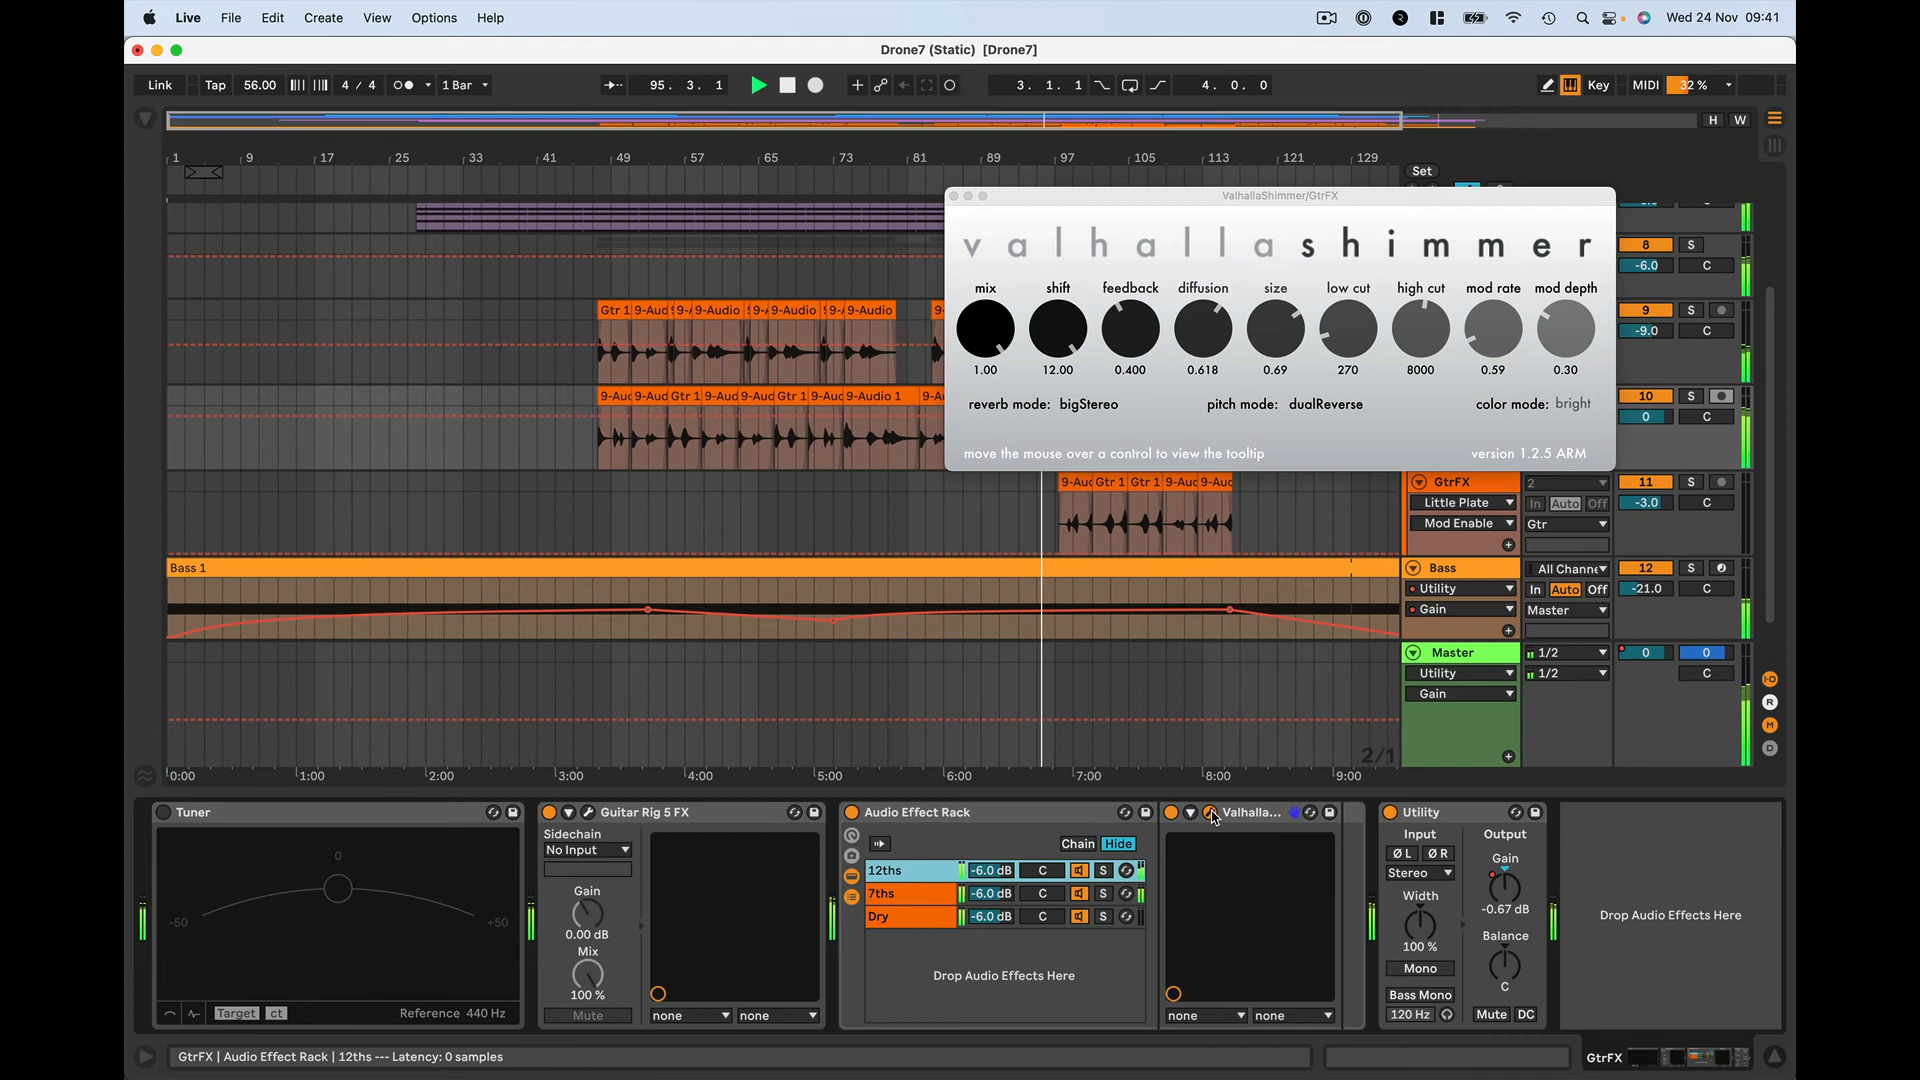 Live File Edit Create View Options Help
Wed 24 Nov 09:41
Drone7 (Static) [Drone7]
Link Tap 56.00 4 / 4 1 Bar 95. 3. 1 3. 1. 1 4. 0. 0 Key MIDI 32 %
H W
1 9 17 25 33 41 49 57 65 73 81 89 97 105 113 121 129
Set
ValhallaShimmer/GtrFX
valhallashimmer
mix shift feedback diffusion size low cut high cut mod rate mod depth
1.00 12.00 0.400 0.618 0.69 270 8000 0.59 0.30
reverb mode: bigStereo pitch mode: dualReverse color mode: bright
move the mouse over a control to view the tooltip version 1.2.5 ARM
8 S
-6.0 C
Gtr 1 9-Aud 9-Audio 9-Audio 9-Audio 9
-9.0 C
9 S
9-Aud 9-Aud Gtr 1 9-Aud 9-Aud Gtr 1 9-Aud 9-Audio 1
10 S
0 C
9-Aud Gtr 1 Gtr 1 9-Aud 9-Aud
GtrFX 2 11 S
Little Plate In Auto Off -3.0 C
Mod Enable Gtr
Bass 1
Bass All Channe 12 S
Utility In Auto Off -21.0 C
Gain Master
Master 1/2 0 0
Utility 1/2 C
Gain
2/1
0:00 1:00 2:00 3:00 4:00 5:00 6:00 7:00 8:00 9:00
I·O
R
M
D
Tuner
0
-50 +50
Target ct Reference 440 Hz
Guitar Rig 5 FX
Sidechain
No Input
Gain
0.00 dB
Mix
100 %
Mute
none none
Audio Effect Rack
Chain Hide
12ths -6.0 dB C S
7ths -6.0 dB C S
Dry -6.0 dB C S
Drop Audio Effects Here
Valhalla...
none none
Utility
Input Output
Ø L Ø R Gain
Stereo
Width -0.67 dB
100 % Balance
Mono C
Bass Mono
120 Hz Mute DC
Drop Audio Effects Here
GtrFX | Audio Effect Rack | 12ths --- Latency: 0 samples
GtrFX